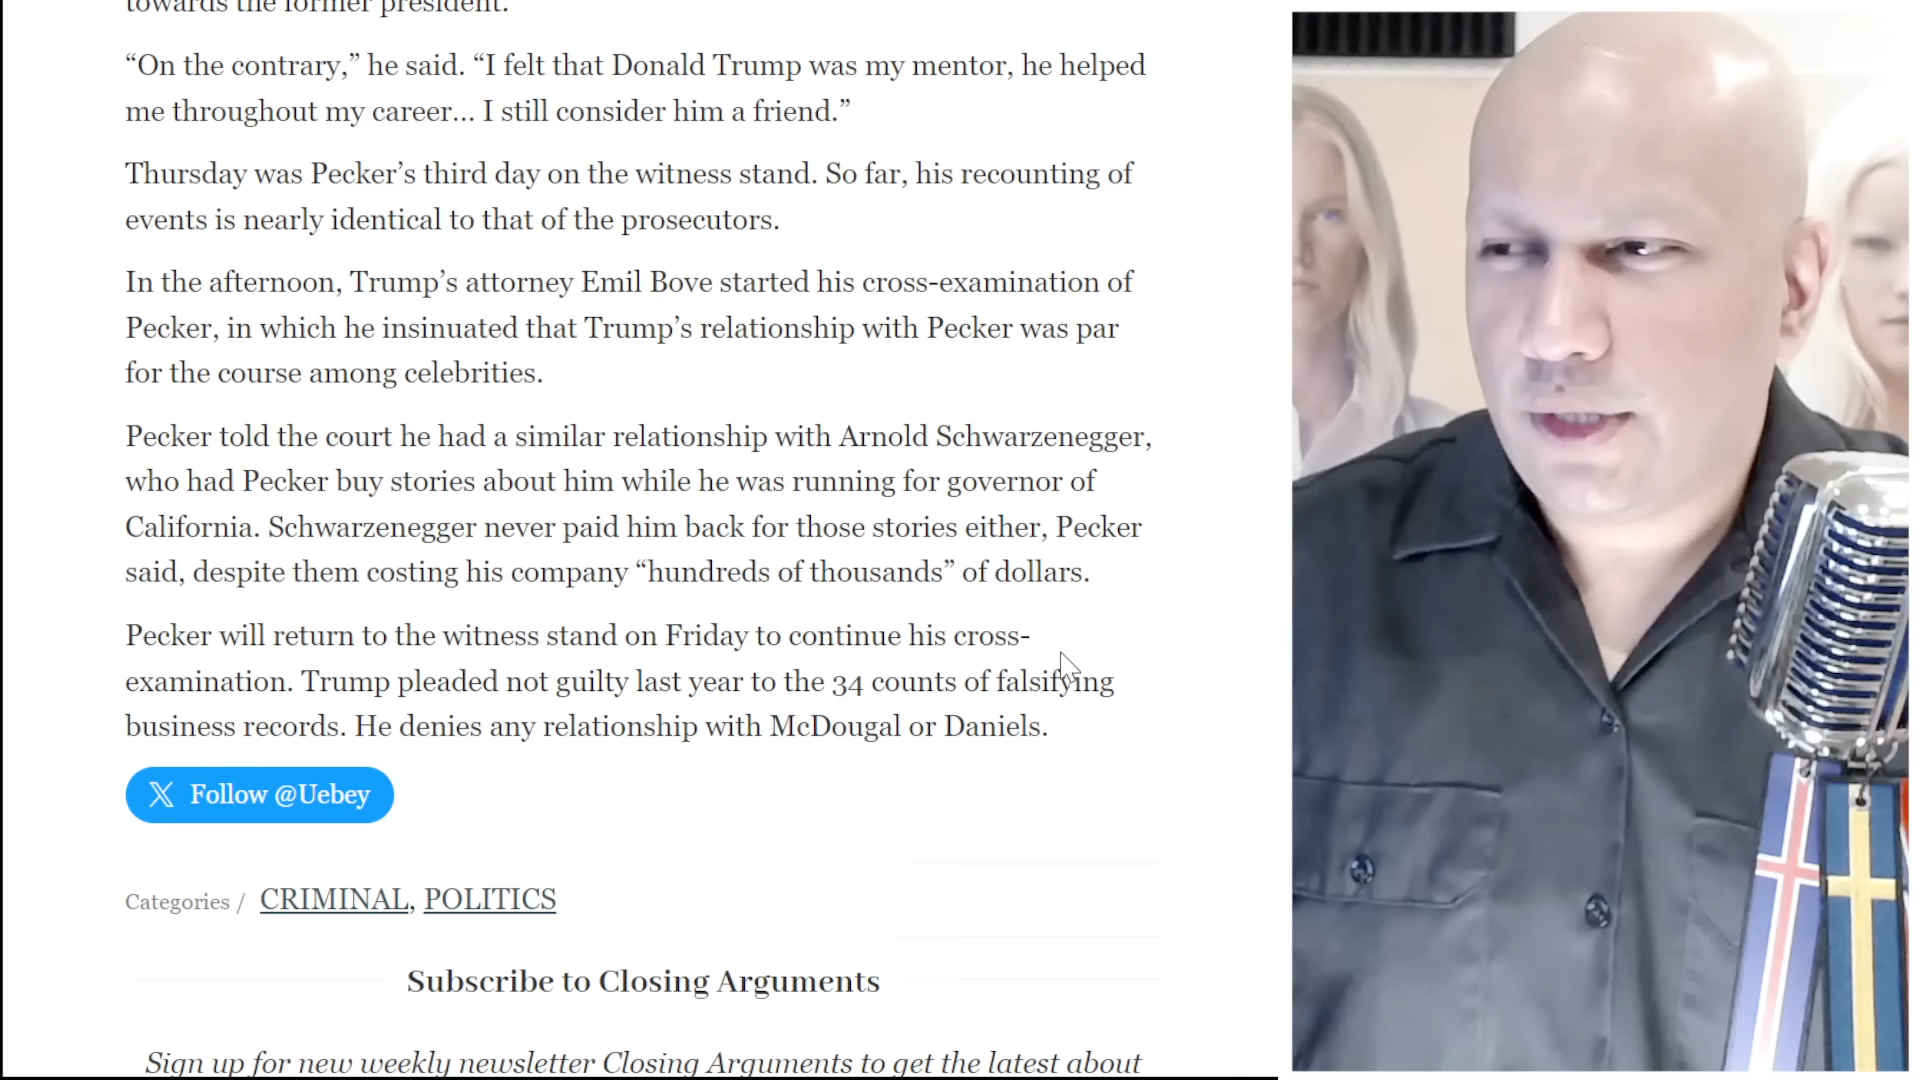 towards the former president.
“On the contrary,” he said. “I felt that Donald Trump was my mentor, he helped
me throughout my career... I still consider him a friend.”
Thursday was Pecker’s third day on the witness stand. So far, his recounting of
events is nearly identical to that of the prosecutors.
In the afternoon, Trump’s attorney Emil Bove started his cross-examination of
Pecker, in which he insinuated that Trump’s relationship with Pecker was par
for the course among celebrities.
Pecker told the court he had a similar relationship with Arnold Schwarzenegger,
who had Pecker buy stories about him while he was running for governor of
California. Schwarzenegger never paid him back for those stories either, Pecker
said, despite them costing his company “hundreds of thousands” of dollars.
Pecker will return to the witness stand on Friday to continue his cross-
examination. Trump pleaded not guilty last year to the 34 counts of falsifying
business records. He denies any relationship with McDougal or Daniels.
X Follow @Uebey
Categories / CRIMINAL, POLITICS
Subscribe to Closing Arguments
Sign up for new weekly newsletter Closing Arguments to get the latest about